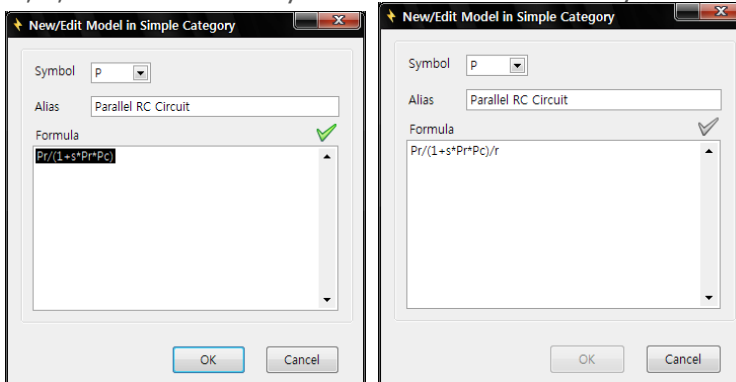 New/Edit Model in Simple Category
Symbol P
Alias Parallel RC Circuit
Formula
Pr/(1+s*Pr*Pc)
OK Cancel
New/Edit Model in Simple Category
Symbol P
Alias Parallel RC Circuit
Formula
Pr/(1+s*Pr*Pc)/r
OK Cancel